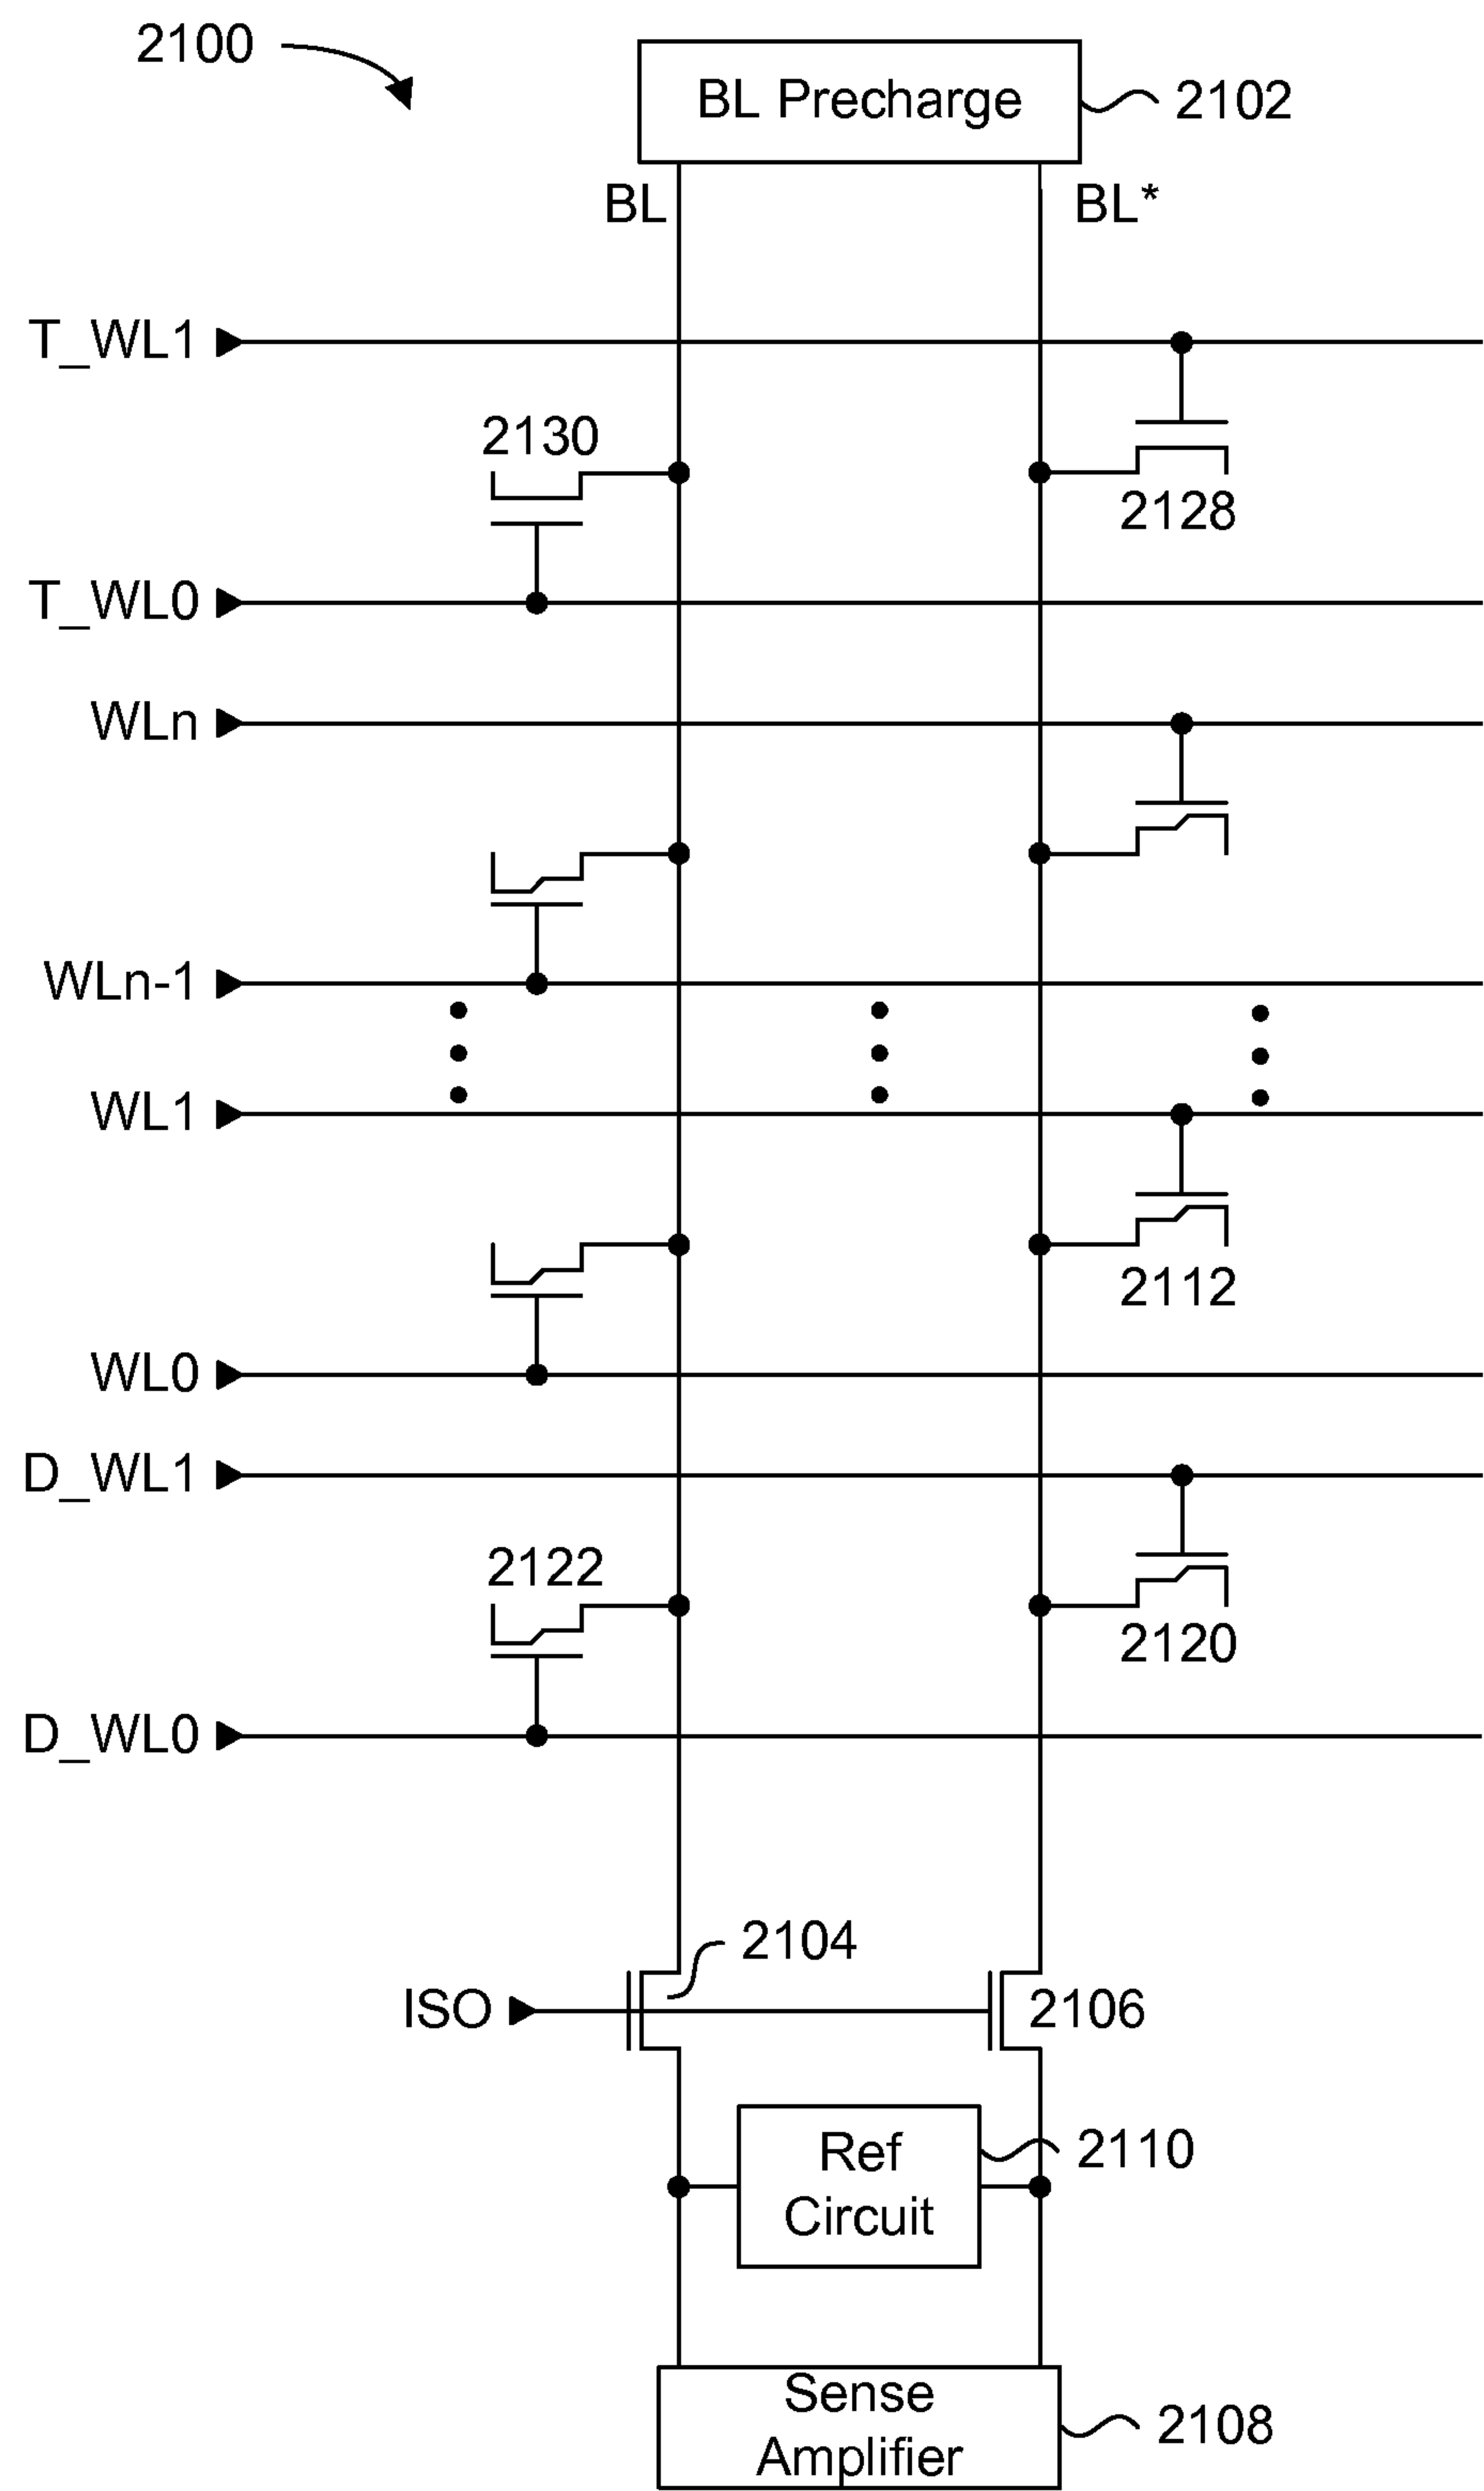 2100
BL Precharge
2102
BL
BL*
T_WL1
2130
2128
T_WL0
WLn
WLn-1
WL1
2112
WL0
D_WL1
2122
2120
D_WL0
2104
ISO
2106
Ref
Circuit
2110
Sense
Amplifier
2108